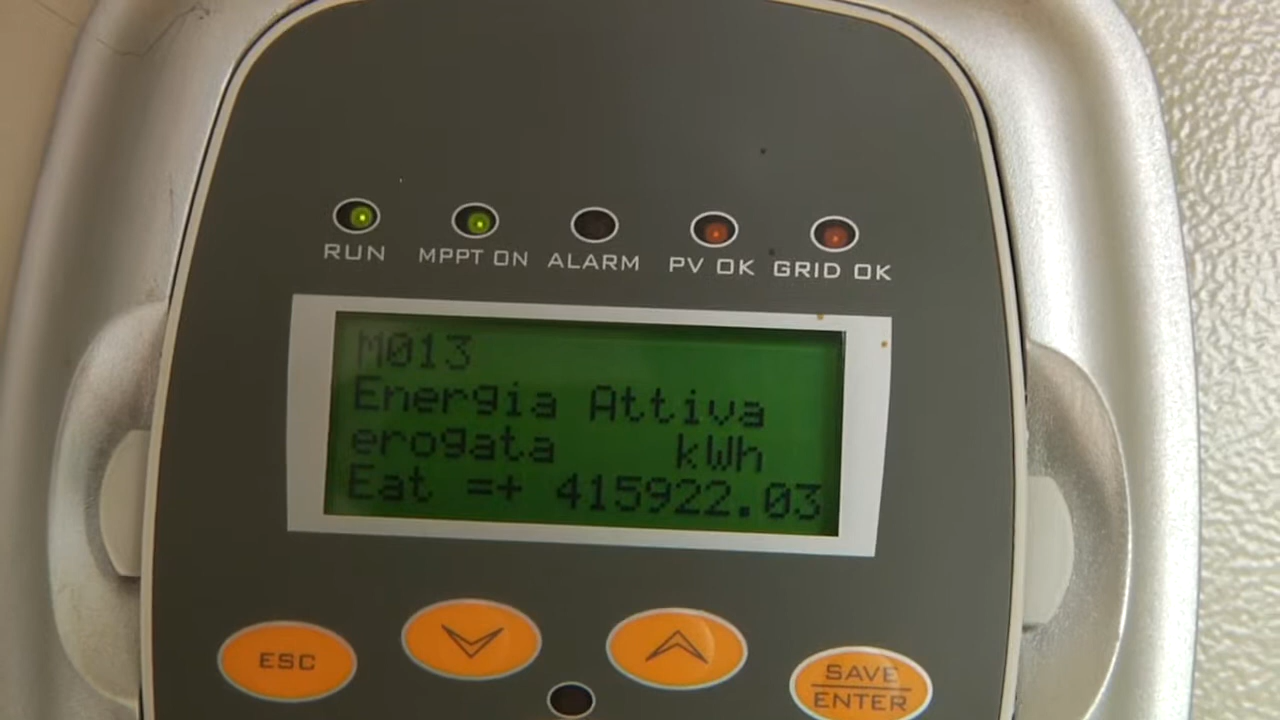 RUN MPPT ON ALARM PV OK GRID OK
M013
Energia Attiva
erogata kWh
Eat =+ 415922.03
ESC
SAVE
ENTER